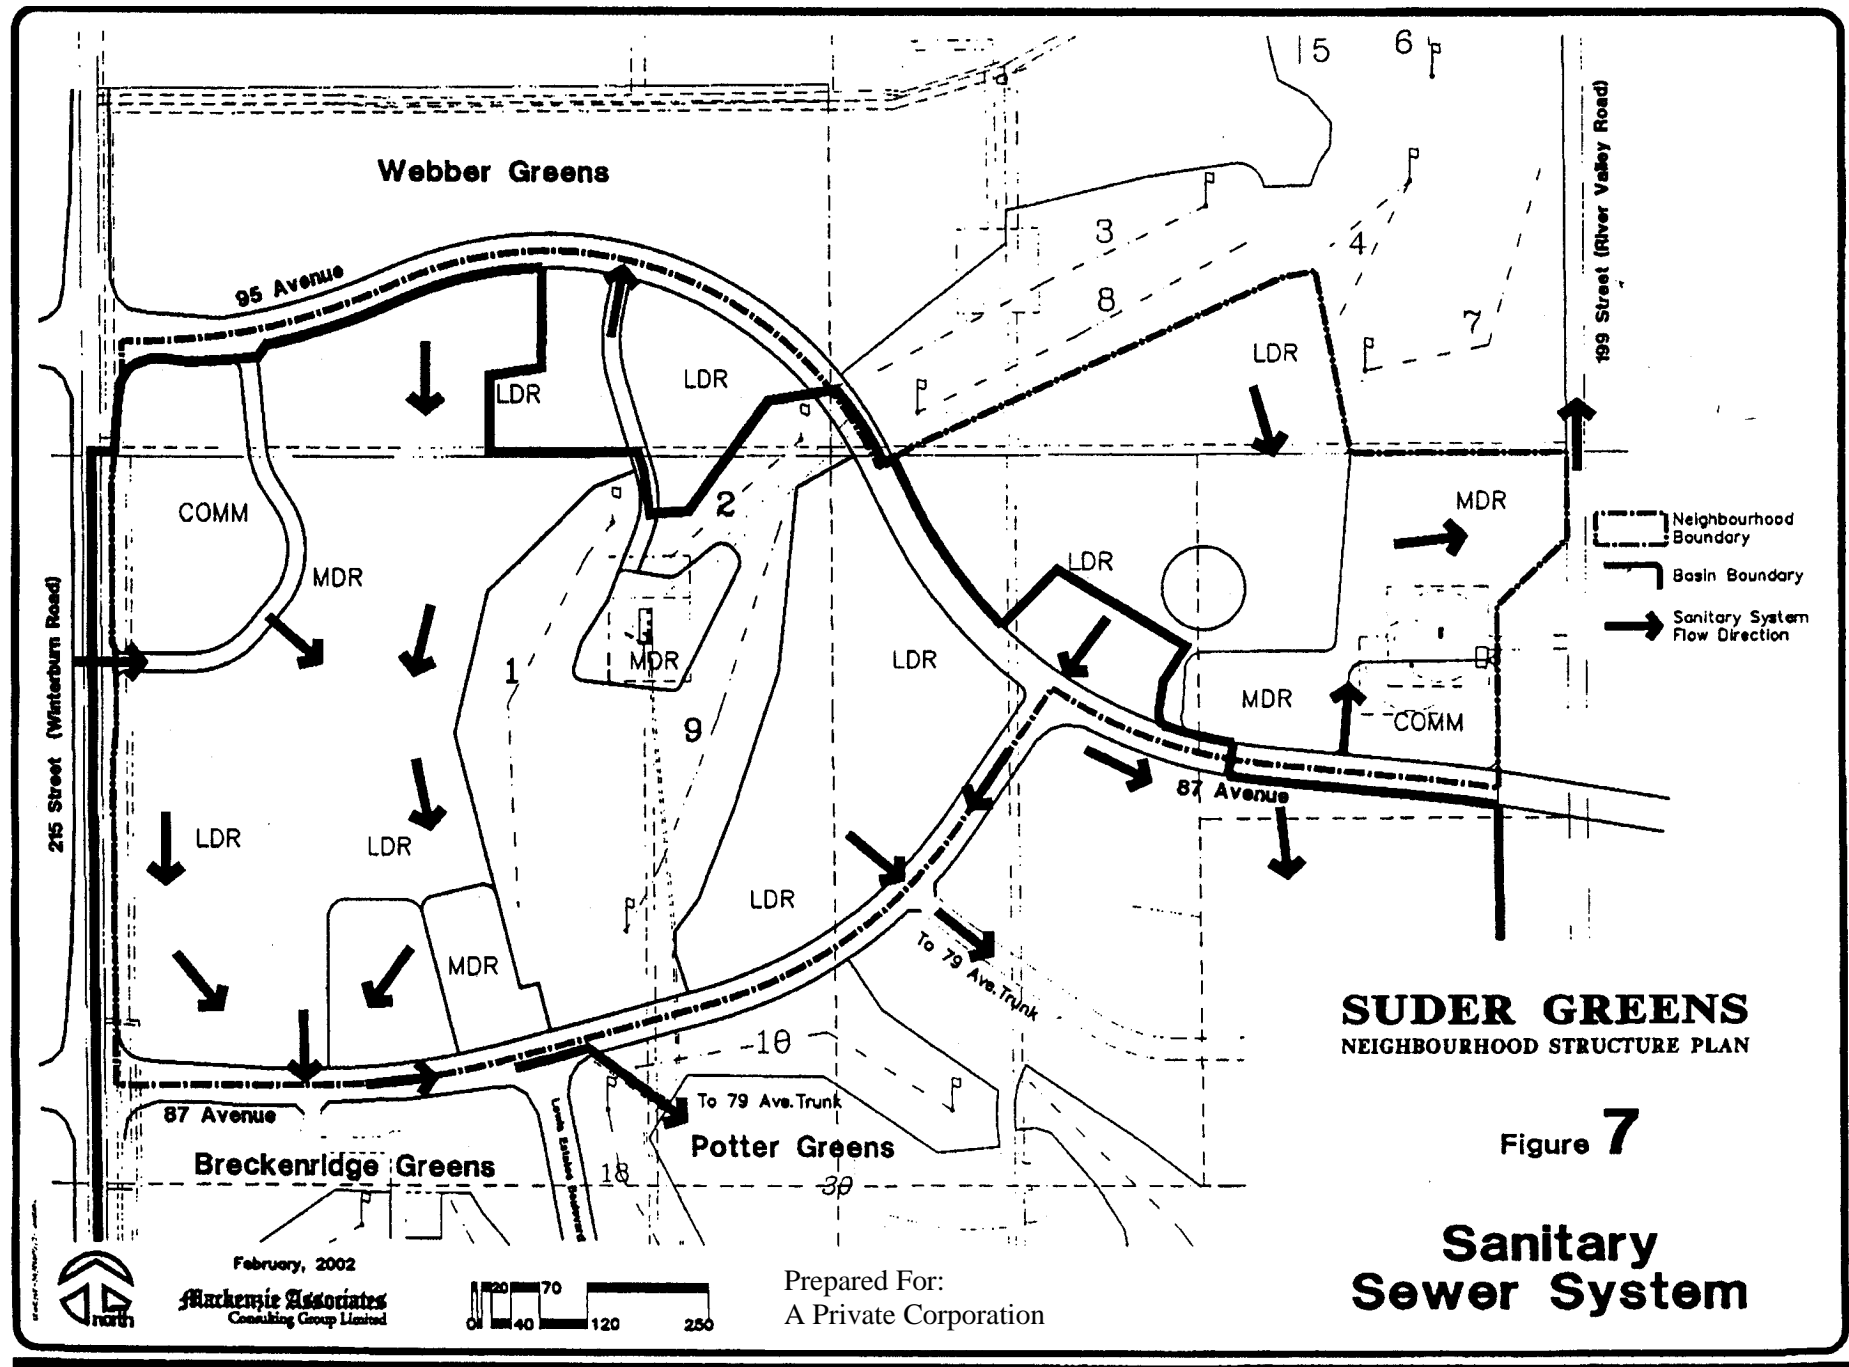 5
6
Webber Greens
199 Street (River Valley Road)
3
4
95 Avenue
8
7
LDR
LDR
LDR
COMM
2
MDR
Neighbourhood
Boundary
MDR
LDR
Basin Boundary
Sanitary System
Flow Direction
215 Street (Winterburn Road)
1
MDR
LDR
MDR
9
COMM
87 Avenue
LDR
LDR
LDR
MDR
To 79 Ave. Trunk
SUDER GREENS
NEIGHBOURHOOD STRUCTURE PLAN
10
87 Avenue
To 79 Ave. Trunk
Lewis Estates Boulevard
Figure 7
Breckenridge Greens
Potter Greens
18
30
Sanitary
Sewer System
north
February, 2002
Mackenzie Associates
Consulting Group Limited
20 70
0 40 120 250
Prepared For:
A Private Corporation